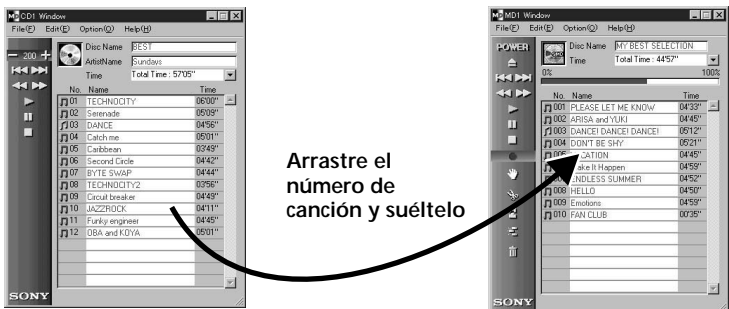 CD1 Window
File(F) Edit(E) Option(O) Help(H)
200
Disc Name BEST
ArtistName Sundays
Time Total Time : 57'05"
No. Name Time
01 TECHNOCITY 06'00"
02 Serenade 05'09"
03 DANCE 04'56"
04 Catch me 05'01"
05 Caribbean 03'49"
06 Second Circle 04'42"
07 BYTE SWAP 04'44"
08 TECHNOCITY2 03'56"
09 Circuit breaker 04'49"
10 JAZZROCK 04'11"
11 Funky engineer 04'45"
12 OBA and KOYA 05'01"
SONY
Arrastre el
número de
canción y suéltelo
MD1 Window
File(F) Edit(E) Option(O) Help(H)
POWER
Disc Name MY BEST SELECTION
Time Total Time : 44'57"
0% 100%
No. Name Time
001 PLEASE LET ME KNOW 04'33"
002 ARISA and YUKI 04'45"
003 DANCE! DANCE! DANCE! 05'12"
004 DON'T BE SHY 05'21"
04'45"
It Happen 04'59"
ENDLESS SUMMER 04'52"
008 HELLO 04'50"
009 Emotions 04'59"
010 FAN CLUB 00'35"
SONY